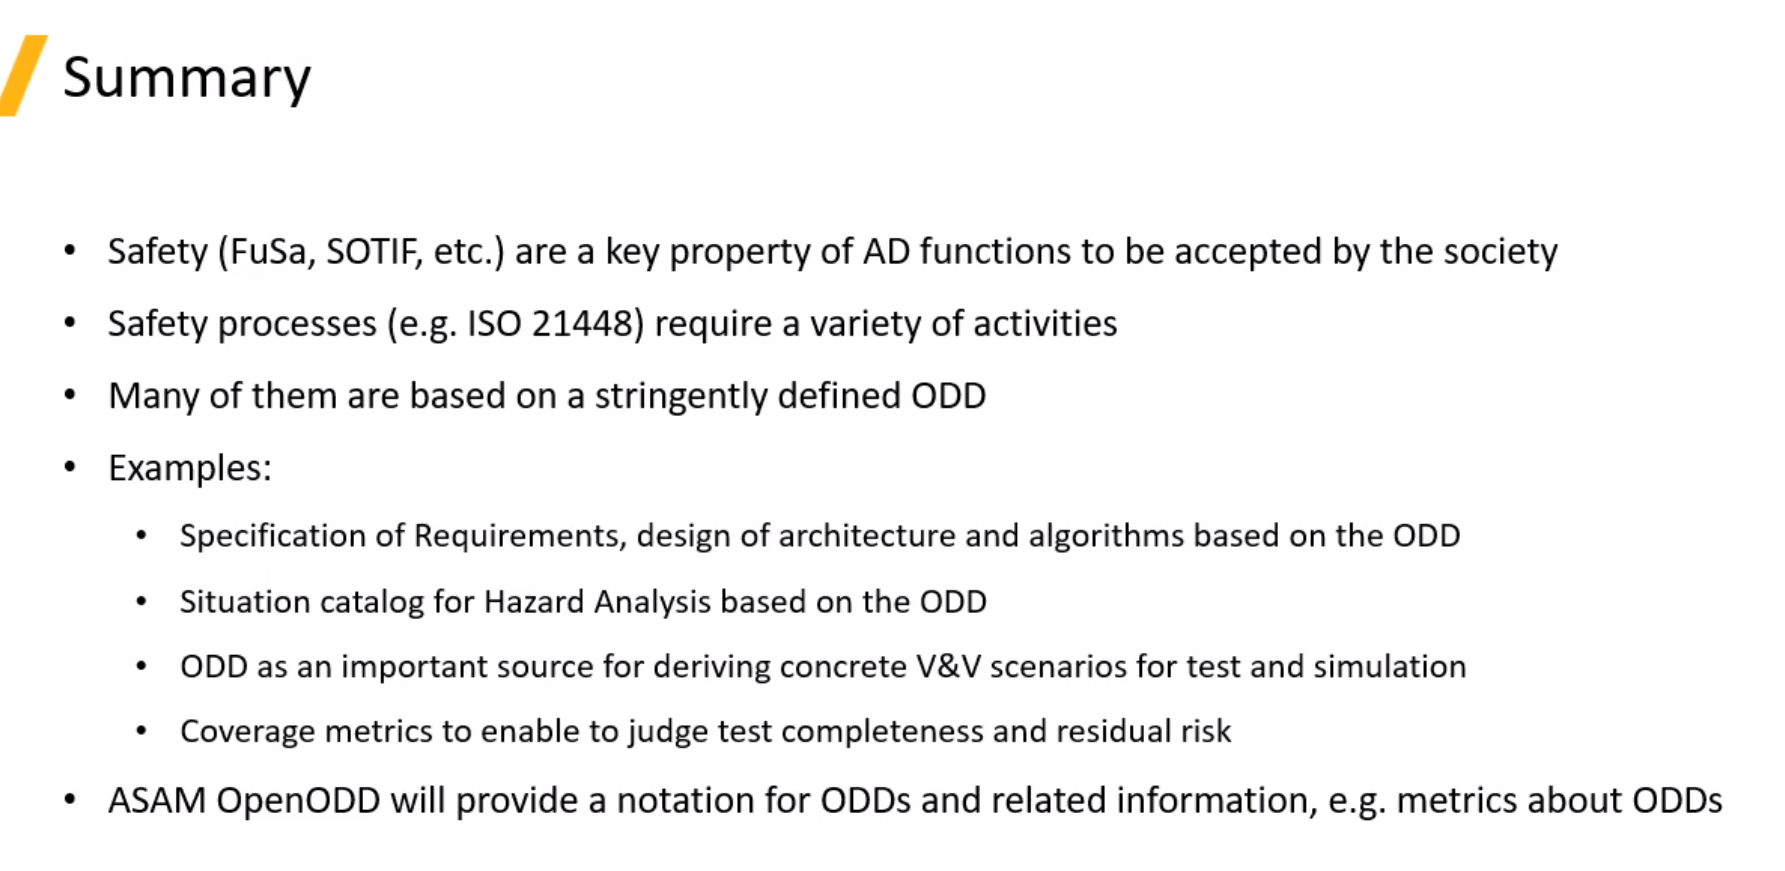 Summary
• Safety (FuSa, SOTIF, etc.) are a key property of AD functions to be accepted by the society
• Safety processes (e.g. ISO 21448) require a variety of activities
• Many of them are based on a stringently defined ODD
• Examples:
• Specification of Requirements, design of architecture and algorithms based on the ODD
• Situation catalog for Hazard Analysis based on the ODD
• ODD as an important source for deriving concrete V&V scenarios for test and simulation
• Coverage metrics to enable to judge test completeness and residual risk
• ASAM OpenODD will provide a notation for ODDs and related information, e.g. metrics about ODDs